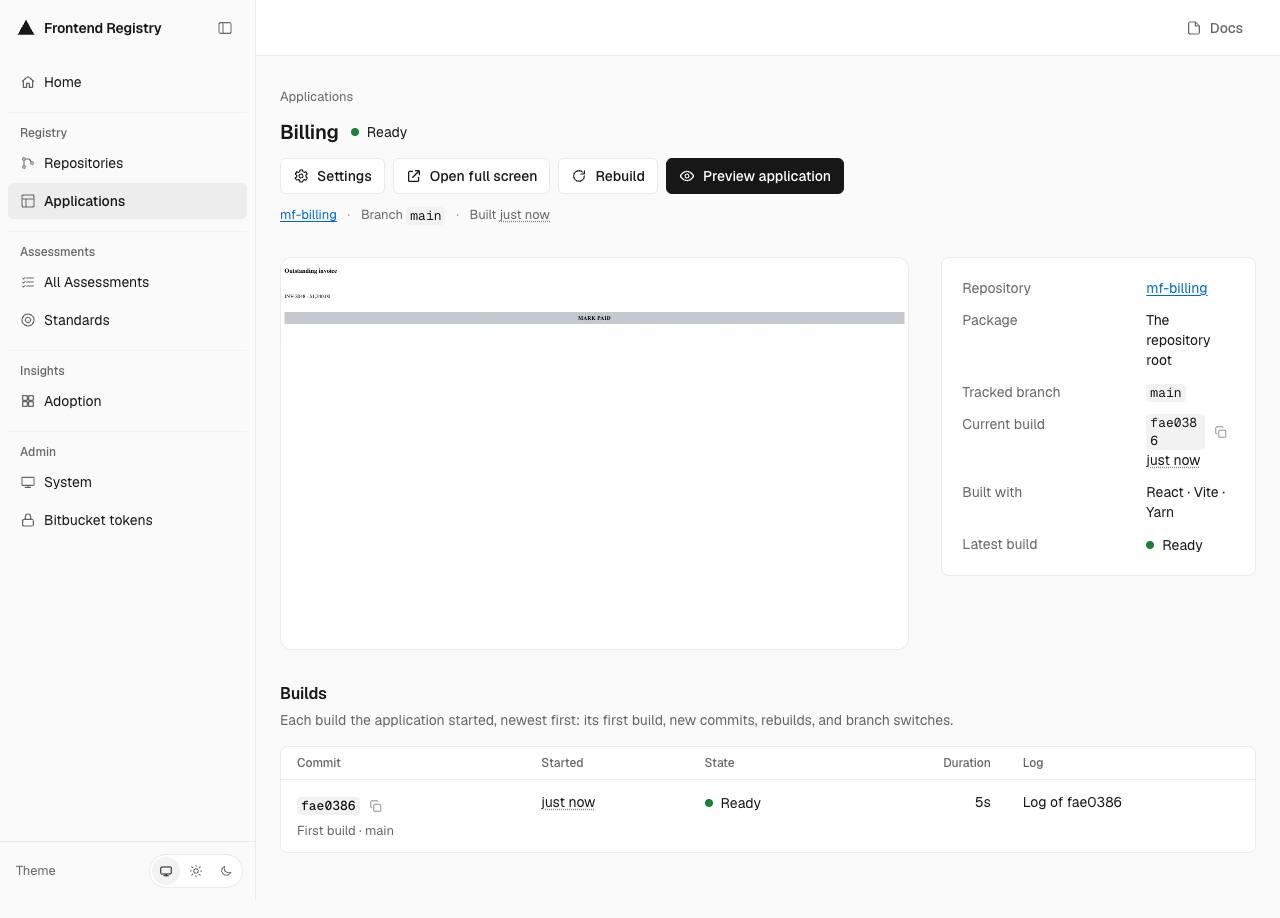 Frontend Registry
Docs
Home
Registry
Repositories
Applications
Assessments
All Assessments
Standards
Insights
Adoption
Admin
System
Bitbucket tokens
Theme
Applications
Billing
Ready
Settings
Open full screen
Rebuild
Preview application
mf-billing · Branch main · Built just now
Outstanding invoice
MARK PAID
Repository
mf-billing
Package
The
repository
root
Tracked branch
main
Current build
fae038
6
just now
Built with
React · Vite ·
Yarn
Latest build
Ready
Builds
Each build the application started, newest first: its first build, new commits, rebuilds, and branch switches.
Commit Started State Duration Log
fae0386 just now Ready 5s Log of fae0386
First build · main